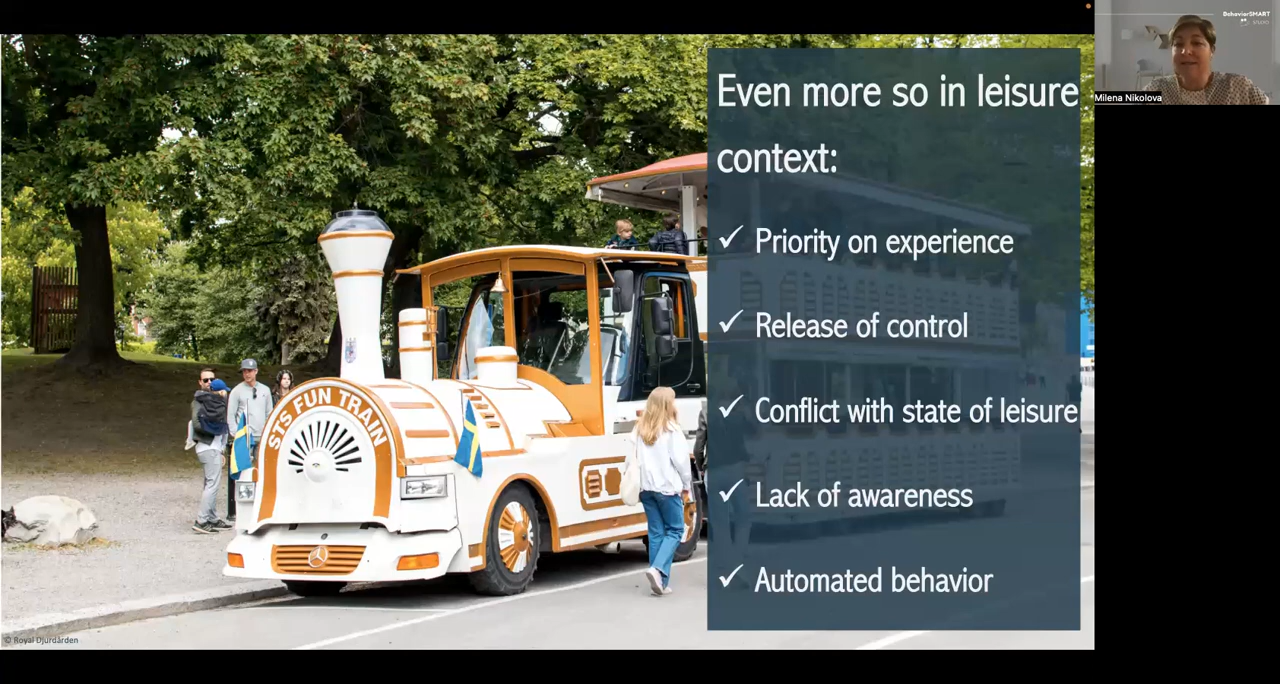 BehaviorSMART
Milena Nikolova
Even more so in leisure
context:
✓ Priority on experience
✓ Release of control
✓ Conflict with state of leisure
✓ Lack of awareness
✓ Automated behavior
STS FUN TRAIN
© Royal Djurgården